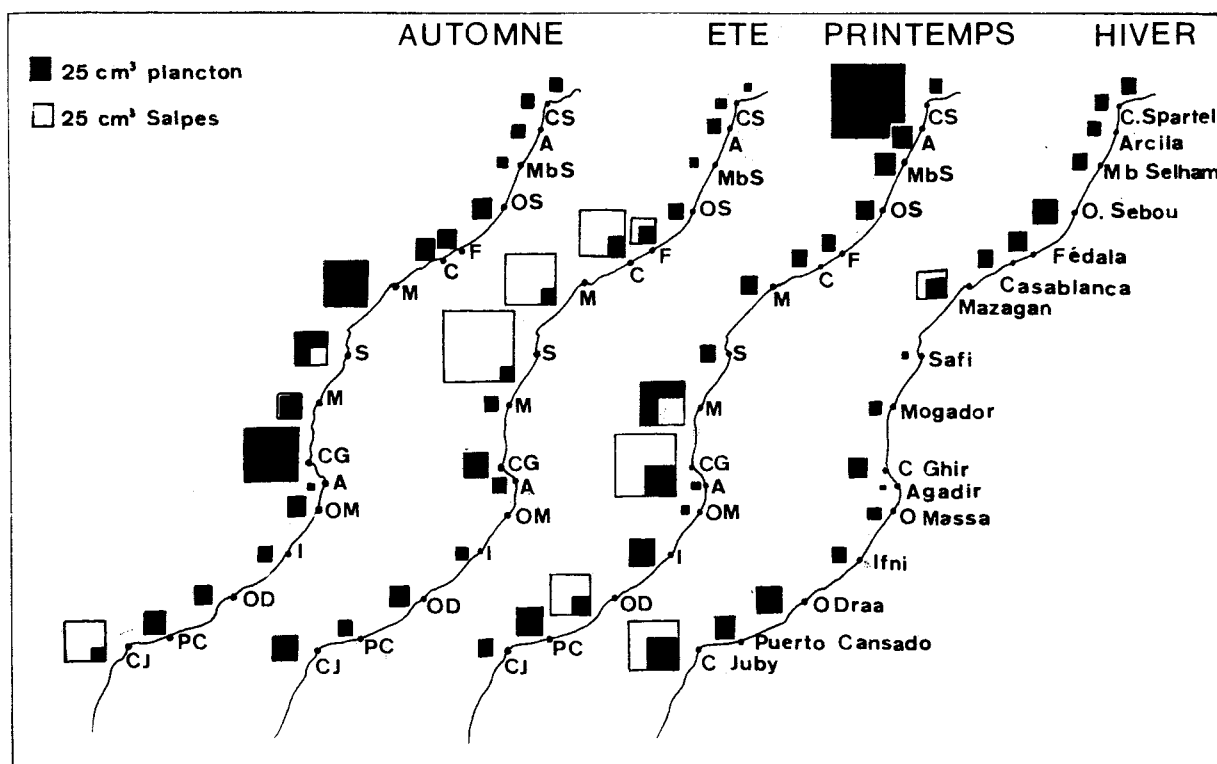 AUTOMNE ETE PRINTEMPS HIVER
25 cm³ plancton
25 cm³ Salpes
CS
A
MbS
OS
F
C
M
S
M
CG
A
OM
I
OD
PC
CJ
CS
A
MbS
OS
F
C
M
S
M
CG
A
OM
I
OD
PC
CJ
CS
A
MbS
OS
F
C
M
S
M
CG
A
OM
I
OD
PC
CJ
C.Spartel
Arcila
Mb Selham
O. Sebou
Fédala
Casablanca
Mazagan
Safi
Mogador
C Ghir
Agadir
O Massa
Ifni
O Draa
Puerto Cansado
C Juby